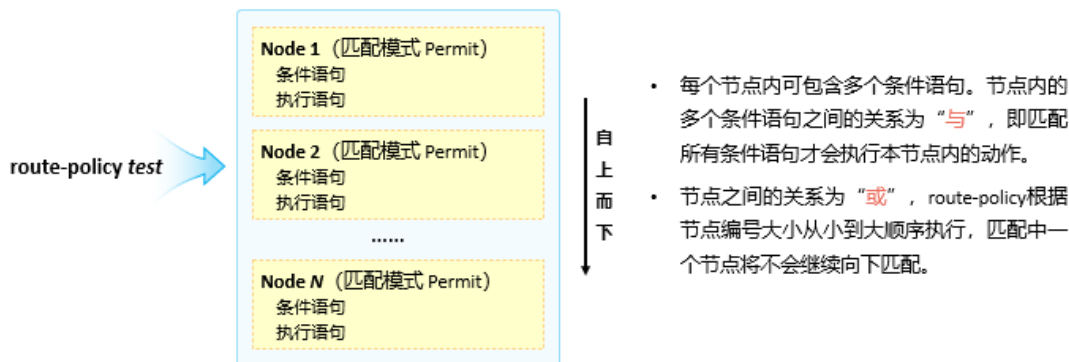 route-policy test
Node 1（匹配模式 Permit）
条件语句
执行语句
Node 2（匹配模式 Permit）
条件语句
执行语句
……
Node N（匹配模式 Permit）
条件语句
执行语句
自
上
而
下
• 每个节点内可包含多个条件语句。节点内的
多个条件语句之间的关系为“与”，即匹配
所有条件语句才会执行本节点内的动作。
• 节点之间的关系为“或”，route-policy根据
节点编号大小从小到大顺序执行，匹配中一
个节点将不会继续向下匹配。